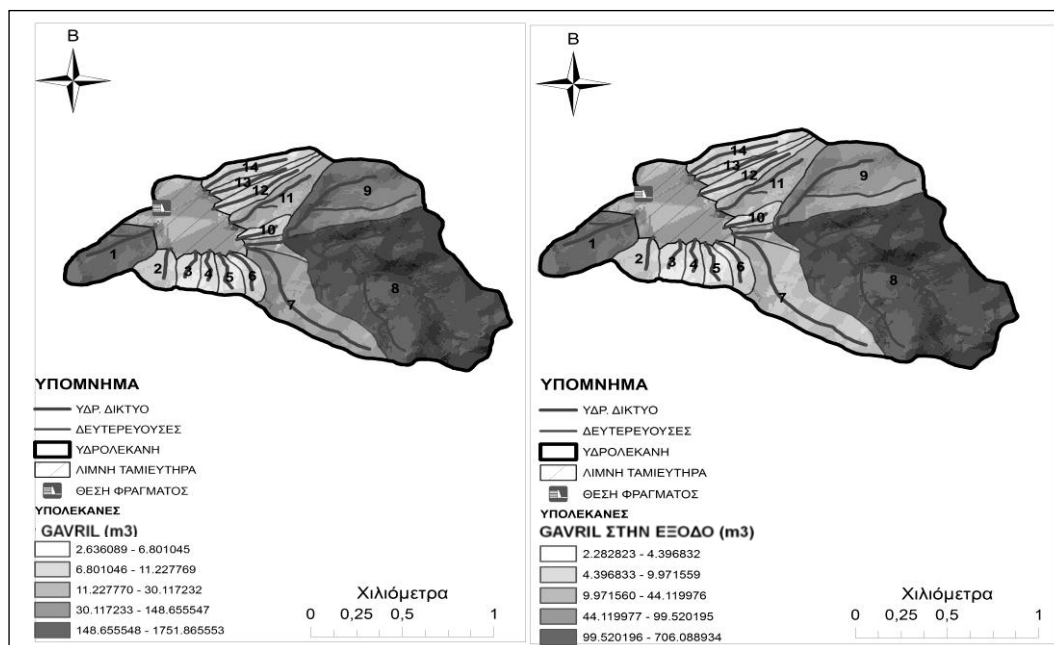 B
14
13
12
11
9
10
1
2
3
4
5
6
7
8
ΥΠΟΜΝΗΜΑ
ΥΔΡ. ΔΙΚΤΥΟ
ΔΕΥΤΕΡΕΥΟΥΣΕΣ
ΥΔΡΟΛΕΚΑΝΗ
ΛΙΜΝΗ ΤΑΜΙΕΥΤΗΡΑ
ΘΕΣΗ ΦΡΑΓΜΑΤΟΣ
ΥΠΟΛΕΚΑΝΕΣ
GAVRIL (m3)
2.636089 - 6.801045
6.801046 - 11.227769
11.227770 - 30.117232
30.117233 - 148.655547
148.655548 - 1751.865553
Χιλιόμετρα
0 0,25 0,5 1
B
14
13
12
11
9
10
1
2
3
4
5
6
7
8
ΥΠΟΜΝΗΜΑ
ΥΔΡ. ΔΙΚΤΥΟ
ΔΕΥΤΕΡΕΥΟΥΣΕΣ
ΥΔΡΟΛΕΚΑΝΗ
ΛΙΜΝΗ ΤΑΜΙΕΥΤΗΡΑ
ΘΕΣΗ ΦΡΑΓΜΑΤΟΣ
ΥΠΟΛΕΚΑΝΕΣ
GAVRIL ΣΤΗΝ ΕΞΟΔΟ (m3)
2.282823 - 4.396832
4.396833 - 9.971559
9.971560 - 44.119976
44.119977 - 99.520195
99.520196 - 706.088934
Χιλιόμετρα
0 0,25 0,5 1